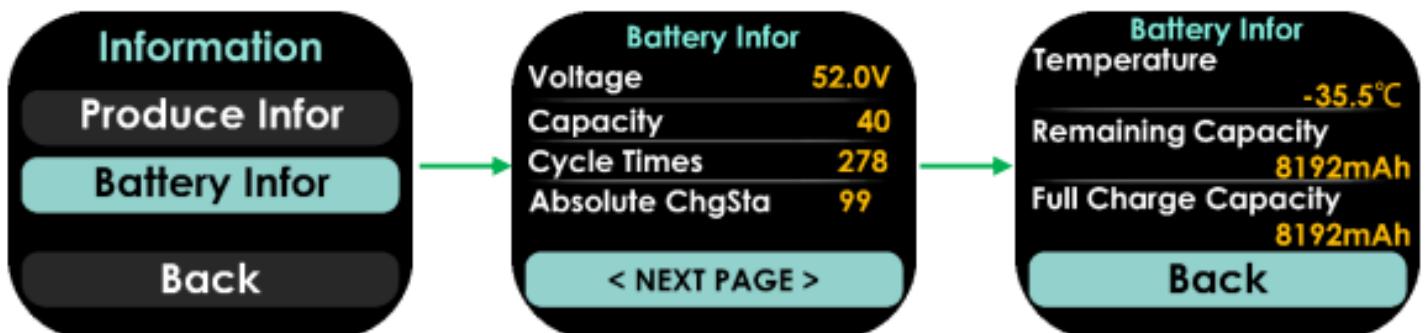 Information
Produce Infor
Battery Infor
Back
Battery Infor
Voltage 52.0V
Capacity 40
Cycle Times 278
Absolute ChgSta 99
< NEXT PAGE >
Battery Infor
Temperature
-35.5℃
Remaining Capacity
8192mAh
Full Charge Capacity
8192mAh
Back